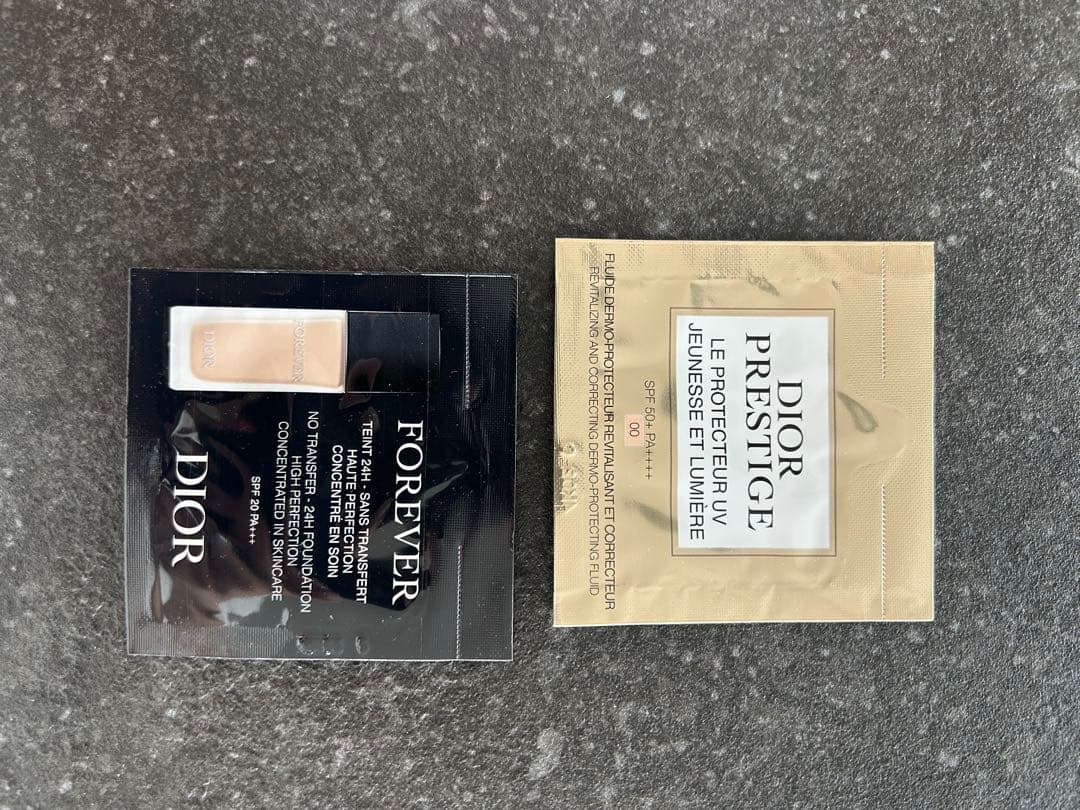 DIOR
PRESTIGE
LE PROTECTEUR UV
JEUNESSE ET LUMIÈRE
SPF 50+ PA++++
00
FLUIDE DERMO-PROTECTEUR REVITALISANT ET CORRECTEUR
REVITALIZING AND CORRECTING DERMO-PROTECTING FLUID
FOREVER
DIOR
FOREVER
TEINT 24H - SANS TRANSFERT
HAUTE PERFECTION
CONCENTRÉ EN SOIN
NO TRANSFER - 24H FOUNDATION
HIGH PERFECTION
CONCENTRATED IN SKINCARE
SPF 20 PA+++
DIOR